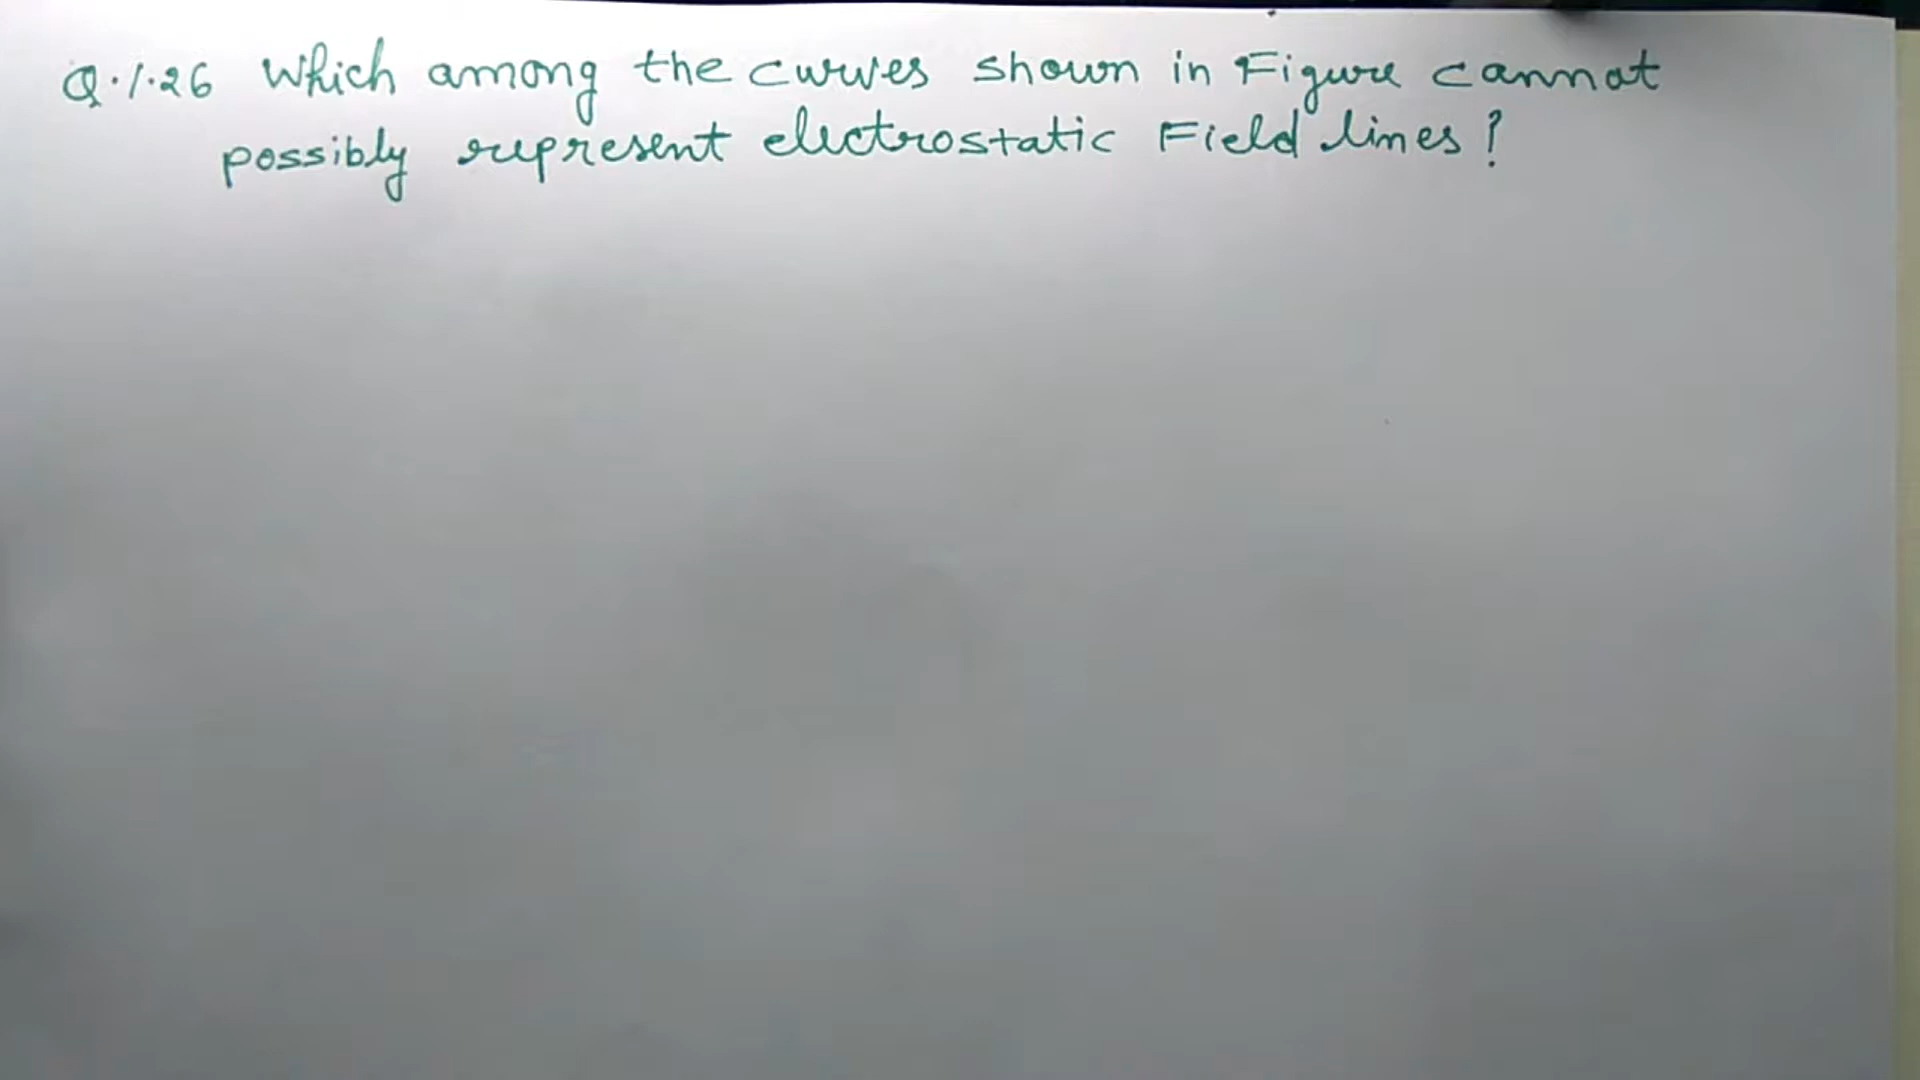 Q.1.26 Which among the curves shown in Figure cannot
possibly represent electrostatic Field lines?